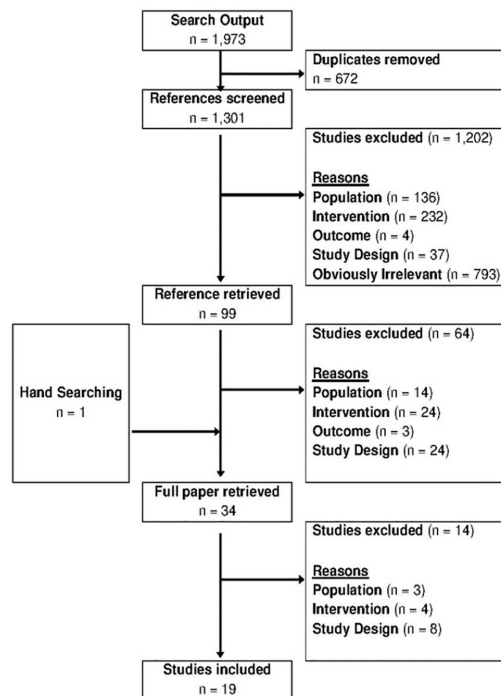 Search Output
n = 1,973
Duplicates removed
n = 672
References screened
n = 1,301
Studies excluded (n = 1,202)
Reasons
Population (n = 136)
Intervention (n = 232)
Outcome (n = 4)
Study Design (n = 37)
Obviously Irrelevant (n = 793)
Reference retrieved
n = 99
Studies excluded (n = 64)
Reasons
Population (n = 14)
Intervention (n = 24)
Outcome (n = 3)
Study Design (n = 24)
Hand Searching
n = 1
Full paper retrieved
n = 34
Studies excluded (n = 14)
Reasons
Population (n = 3)
Intervention (n = 4)
Study Design (n = 8)
Studies included
n = 19